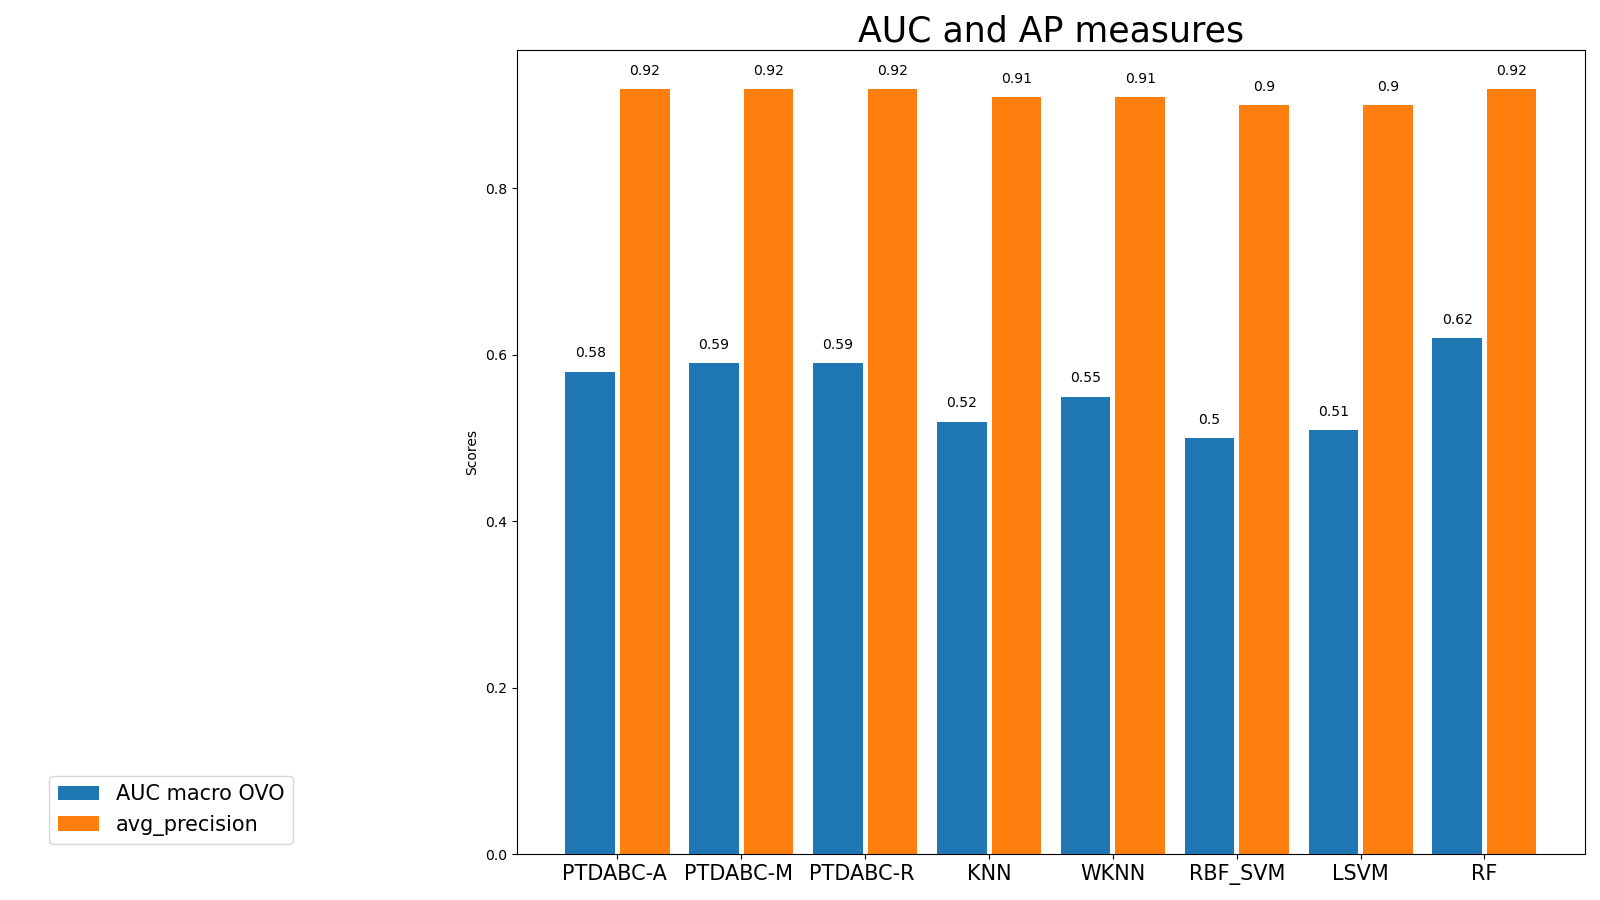 AUC and AP measures
0.92 0.92 0.92 0.91 0.91 0.9 0.9 0.92
0.58 0.59 0.59 0.52 0.55 0.5 0.51 0.62
0.8
0.6
0.4
0.2
0.0
Scores
PTDABC-A PTDABC-M PTDABC-R KNN WKNN RBF_SVM LSVM RF
AUC macro OVO
avg_precision